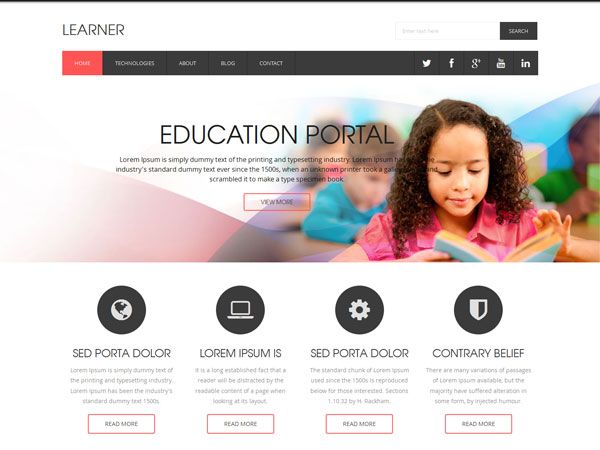 LEARNER
Enter text here
SEARCH
HOME
TECHNOLOGIES
ABOUT
BLOG
CONTACT
g+
You
Tube
in
EDUCATION PORTAL
Lorem Ipsum is simply dummy text of the printing and typesetting industry. Lorem Ipsum has been the
industry's standard dummy text ever since the 1500s, when an unknown printer took a galley of type and
scrambled it to make a type specimen book.
VIEW MORE
SED PORTA DOLOR
Lorem Ipsum is simply dummy text of
the printing and typesetting industry.
Lorem Ipsum has been the industry's
standard dummy text 1500s.
READ MORE
LOREM IPSUM IS
It is a long established fact that a
reader will be distracted by the
readable content of a page when
looking at its layout.
READ MORE
SED PORTA DOLOR
The standard chunk of Lorem Ipsum
used since the 1500s is reproduced
below for those interested. Sections
1.10.32 by H. Rackham.
READ MORE
CONTRARY BELIEF
There are many variations of passages
of Lorem Ipsum available, but the
majority have suffered alteration in
some form, by injected humour.
READ MORE